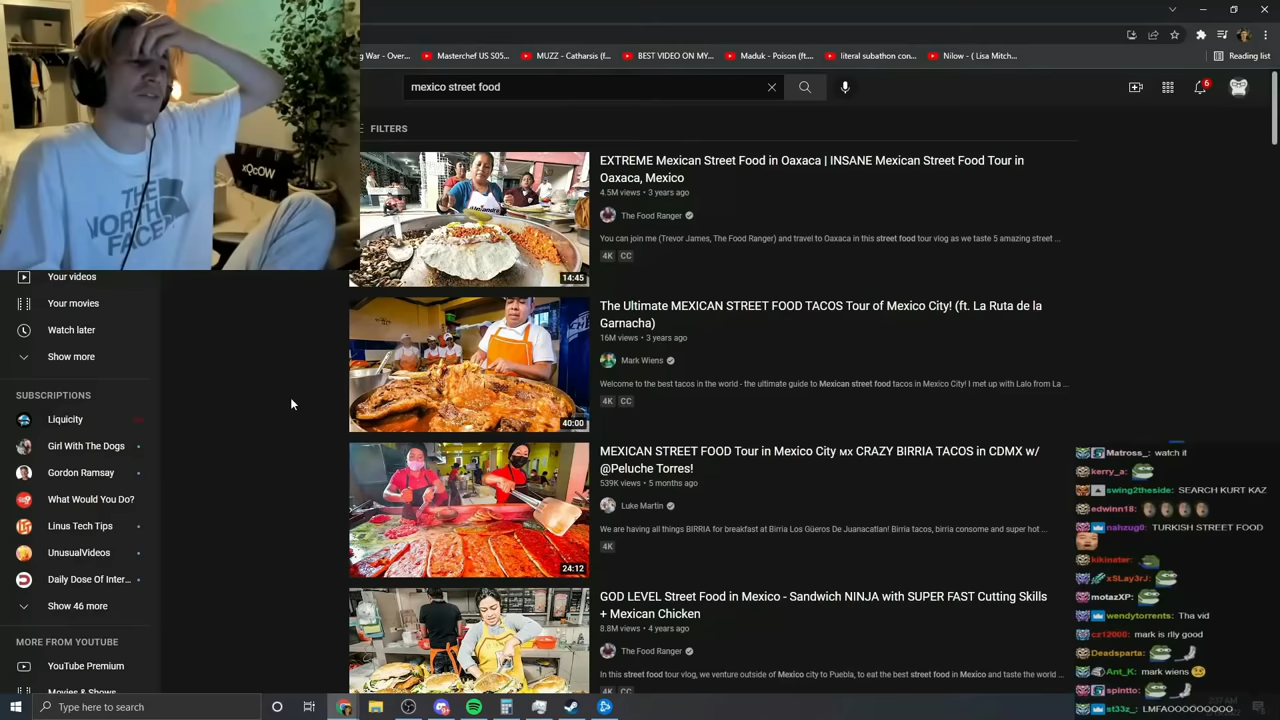 g War - Over...
Masterchef US S05...
MUZZ - Catharsis (f...
BEST VIDEO ON MY...
Maduk - Poison (ft....
literal subathon con...
Nilow - ( Lisa Mitch...
Reading list
mexico street food
6
FILTERS
xQcOW
THE
NORTH
FACE
EXTREME Mexican Street Food in Oaxaca | INSANE Mexican Street Food Tour in
Oaxaca, Mexico
4.5M views • 3 years ago
The Food Ranger
You can join me (Trevor James, The Food Ranger) and travel to Oaxaca in this street food tour vlog as we taste 5 amazing street ...
4K CC
14:45
The Ultimate MEXICAN STREET FOOD TACOS Tour of Mexico City! (ft. La Ruta de la
Garnacha)
16M views • 3 years ago
Mark Wiens
Welcome to the best tacos in the world - the ultimate guide to Mexican street food tacos in Mexico City! I met up with Lalo from La ...
4K CC
40:00
MEXICAN STREET FOOD Tour in Mexico City MX CRAZY BIRRIA TACOS in CDMX w/
@Peluche Torres!
539K views • 5 months ago
Luke Martin
We are having all things BIRRIA for breakfast at Birria Los Güeros De Juanacatlan! Birria tacos, birria consome and super hot ...
4K
24:12
GOD LEVEL Street Food in Mexico - Sandwich NINJA with SUPER FAST Cutting Skills
+ Mexican Chicken
8.8M views • 4 years ago
The Food Ranger
In this street food tour vlog, we venture outside of Mexico city to Puebla, to eat the best street food in Mexico and taste the world ...
4K CC
Your videos
Your movies
Watch later
Show more
SUBSCRIPTIONS
Liquicity
Girl With The Dogs
Gordon Ramsay
What Would You Do?
Linus Tech Tips
UnusualVideos
Daily Dose Of Inter...
Show 46 more
MORE FROM YOUTUBE
YouTube Premium
Movies & Shows
Matross_: watch it
kerry_a:
swing2theside: SEARCH KURT KAZ
edwinn18:
nahzug0: TURKISH STREET FOOD
kikinater:
xSLay3rJ:
motazXP:
wendytorrents: Tha vid
cz12000: mark is rlly good
Deadsparta:
Ant_K: mark wiens
spintto:
st33z_: LMFAOOOOOOOOO
Type here to search